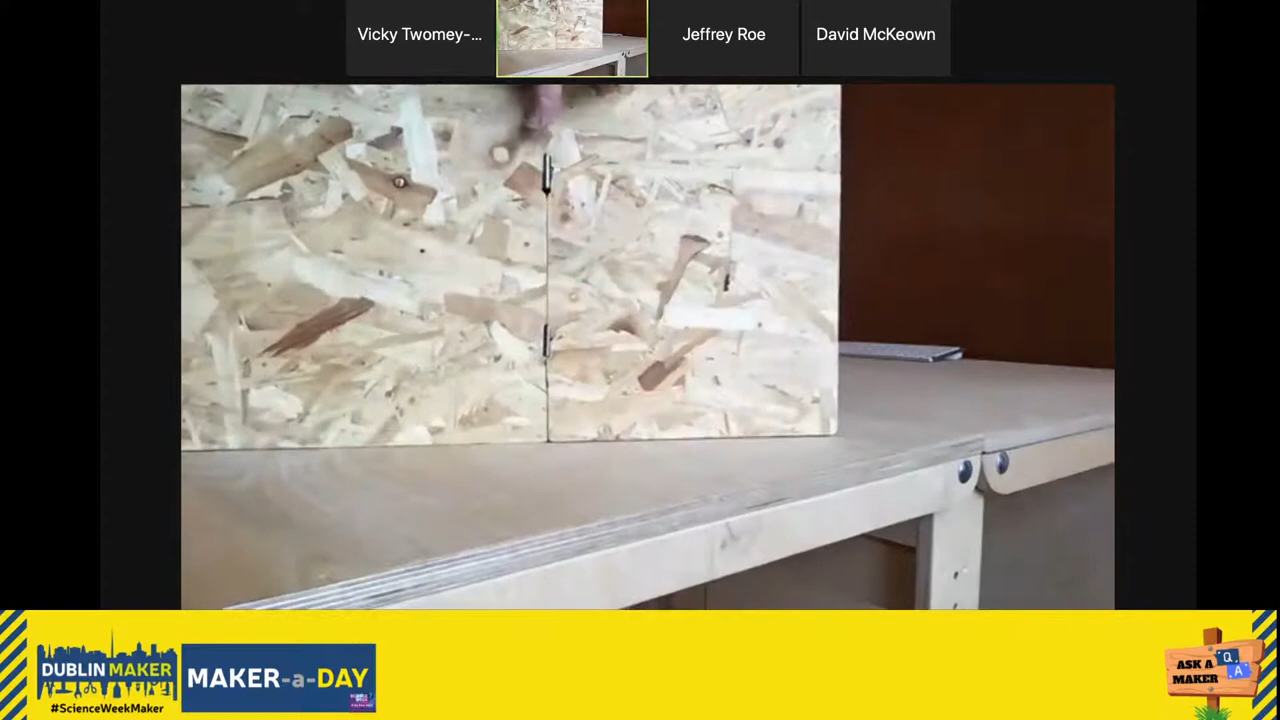 Vicky Twomey-...
Jeffrey Roe
David McKeown
DUBLIN MAKER
#ScienceWeekMaker
MAKER-a-DAY
ASK A
MAKER
Q
A